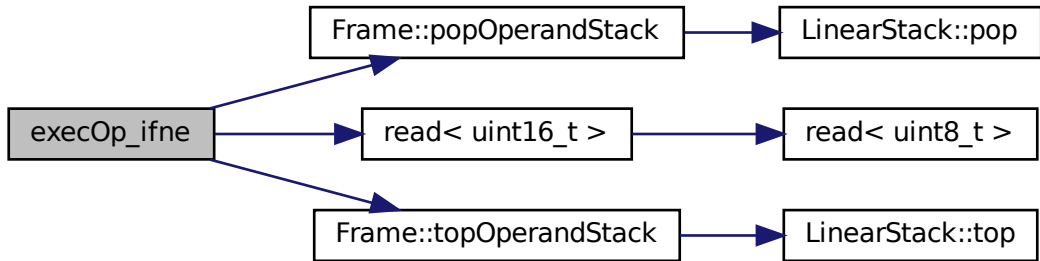 Frame::popOperandStack
LinearStack::pop
execOp_ifne
read< uint16_t >
read< uint8_t >
Frame::topOperandStack
LinearStack::top